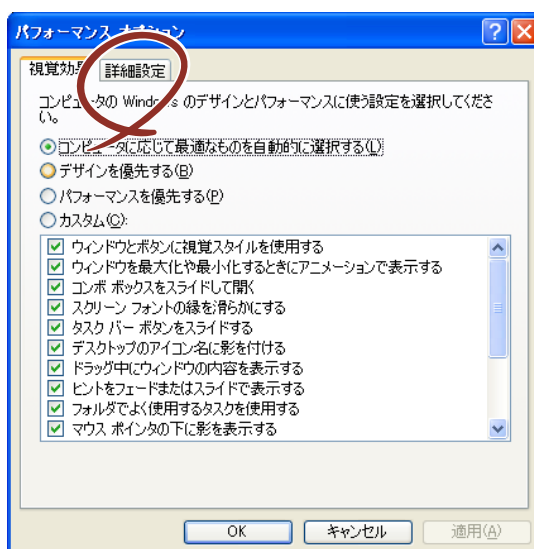 パフォーマンス オプション
視覚効果 詳細設定
コンピュータの Windows のデザインとパフォーマンスに使う設定を選択してくださ
い。
コンピュータに応じて最適なものを自動的に選択する(L)
デザインを優先する(B)
パフォーマンスを優先する(P)
カスタム(C):
ウィンドウとボタンに視覚スタイルを使用する
ウィンドウを最大化や最小化するときにアニメーションで表示する
コンボ ボックスをスライドして開く
スクリーン フォントの縁を滑らかにする
タスク バー ボタンをスライドする
デスクトップのアイコン名に影を付ける
ドラッグ中にウィンドウの内容を表示する
ヒントをフェードまたはスライドで表示する
フォルダでよく使用するタスクを使用する
マウス ポインタの下に影を表示する
OK キャンセル 適用(A)